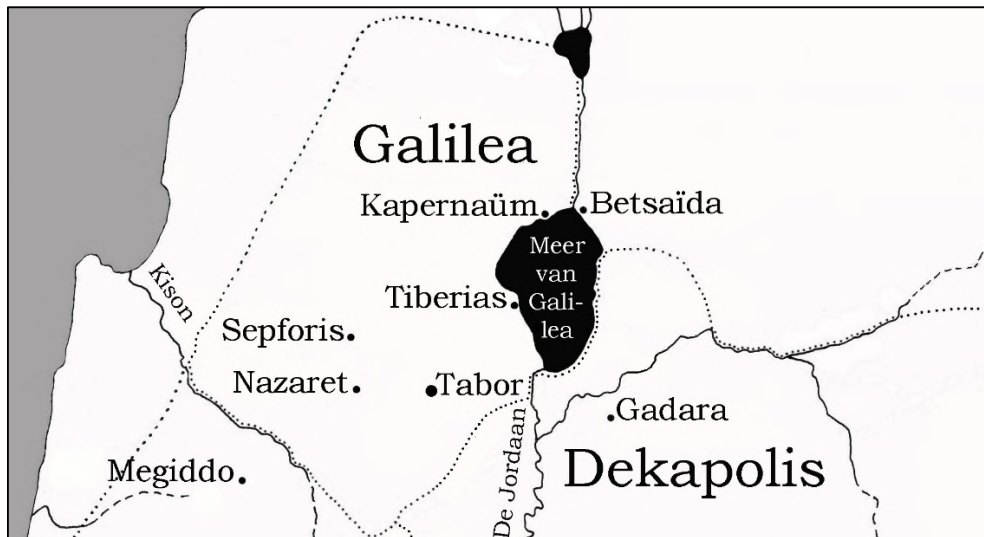 Galilea
Kapernaüm
Betsaïda
Meer
van
Gali-
lea
Kison
Tiberias
Sepforis
Nazaret
Tabor
Gadara
De Jordaan
Dekapolis
Megiddo